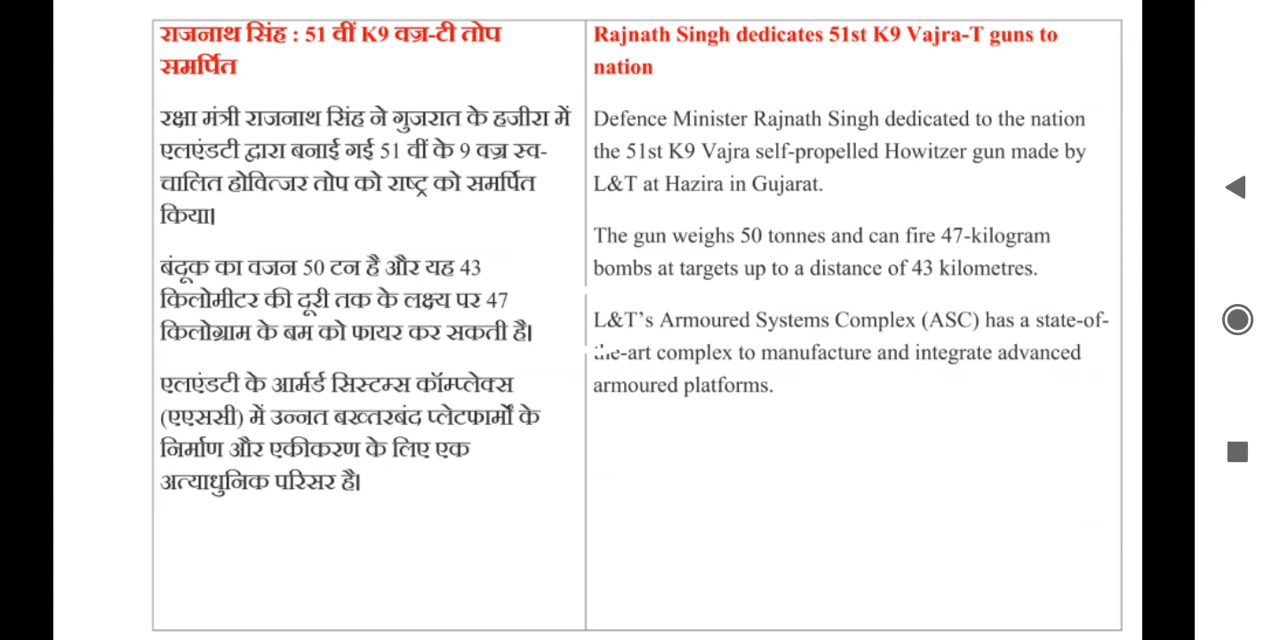 राजनाथ सिंह : 51 वीं K9 वज्र-टी तोप
समर्पित
रक्षा मंत्री राजनाथ सिंह ने गुजरात के हजीरा में
एलएंडटी द्वारा बनाई गई 51 वीं के 9 वज्र स्व-
चालित होवित्जर तोप को राष्ट्र को समर्पित
किया।
बंदूक का वजन 50 टन है और यह 43
किलोमीटर की दूरी तक के लक्ष्य पर 47
किलोग्राम के बम को फायर कर सकती है।
एलएंडटी के आर्मर्ड सिस्टम्स कॉम्प्लेक्स
(एएससी) में उन्नत बख्तरबंद प्लेटफार्मों के
निर्माण और एकीकरण के लिए एक
अत्याधुनिक परिसर है।
Rajnath Singh dedicates 51st K9 Vajra-T guns to
nation
Defence Minister Rajnath Singh dedicated to the nation
the 51st K9 Vajra self-propelled Howitzer gun made by
L&T at Hazira in Gujarat.
The gun weighs 50 tonnes and can fire 47-kilogram
bombs at targets up to a distance of 43 kilometres.
L&T’s Armoured Systems Complex (ASC) has a state-of-
the-art complex to manufacture and integrate advanced
armoured platforms.